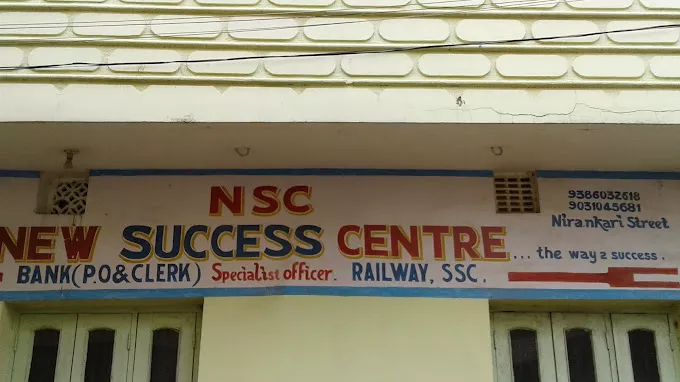 NSC
NEW SUCCESS CENTRE ... the way 2 success.
BANK(P.O&CLERK) Specialist officer. RAILWAY, SSC.
9386032618
9031045681
Nirankari Street